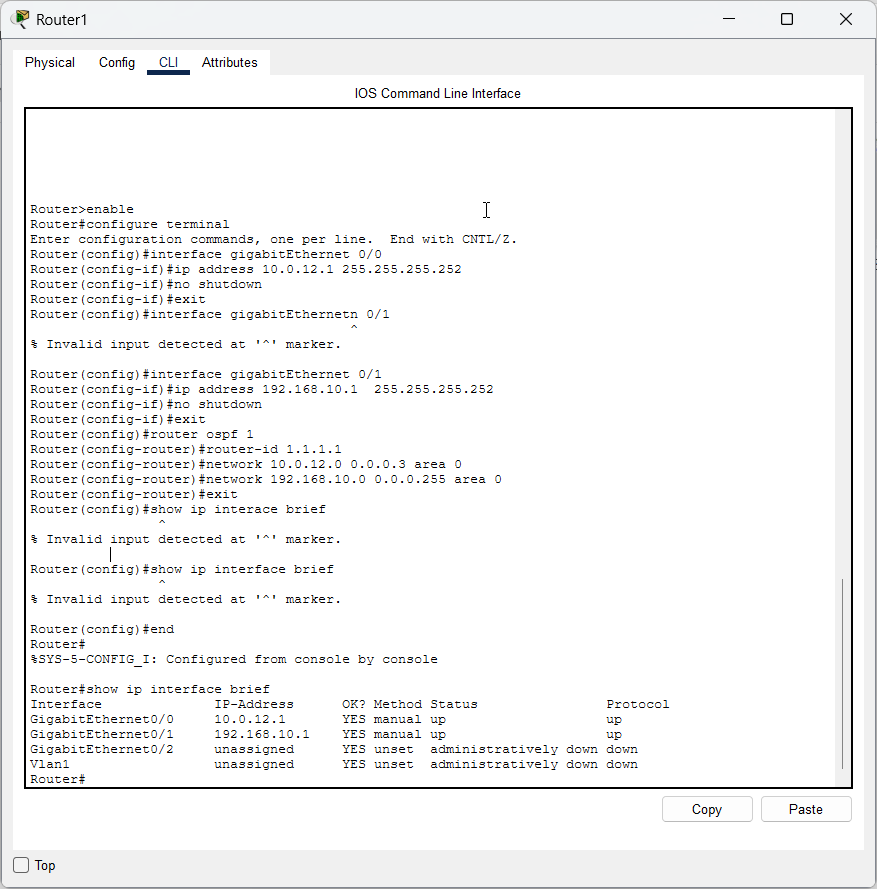 Router1
Physical Config CLI Attributes
IOS Command Line Interface
Router>enable
Router#configure terminal
Enter configuration commands, one per line.  End with CNTL/Z.
Router(config)#interface gigabitEthernet 0/0
Router(config-if)#ip address 10.0.12.1 255.255.255.252
Router(config-if)#no shutdown
Router(config-if)#exit
Router(config)#interface gigabitEthernetn 0/1
                                        ^
% Invalid input detected at '^' marker.
Router(config)#interface gigabitEthernet 0/1
Router(config-if)#ip address 192.168.10.1  255.255.255.252
Router(config-if)#no shutdown
Router(config-if)#exit
Router(config)#router ospf 1
Router(config-router)#router-id 1.1.1.1
Router(config-router)#network 10.0.12.0 0.0.0.3 area 0
Router(config-router)#network 192.168.10.0 0.0.0.255 area 0
Router(config-router)#exit
Router(config)#show ip interace brief
                ^
% Invalid input detected at '^' marker.
Router(config)#show ip interface brief
                ^
% Invalid input detected at '^' marker.
Router(config)#end
Router#
%SYS-5-CONFIG_I: Configured from console by console
Router#show ip interface brief
Interface              IP-Address      OK? Method Status                Protocol
GigabitEthernet0/0     10.0.12.1       YES manual up                    up
GigabitEthernet0/1     192.168.10.1    YES manual up                    up
GigabitEthernet0/2     unassigned      YES unset  administratively down down
Vlan1                  unassigned      YES unset  administratively down down
Router#
Copy Paste
Top